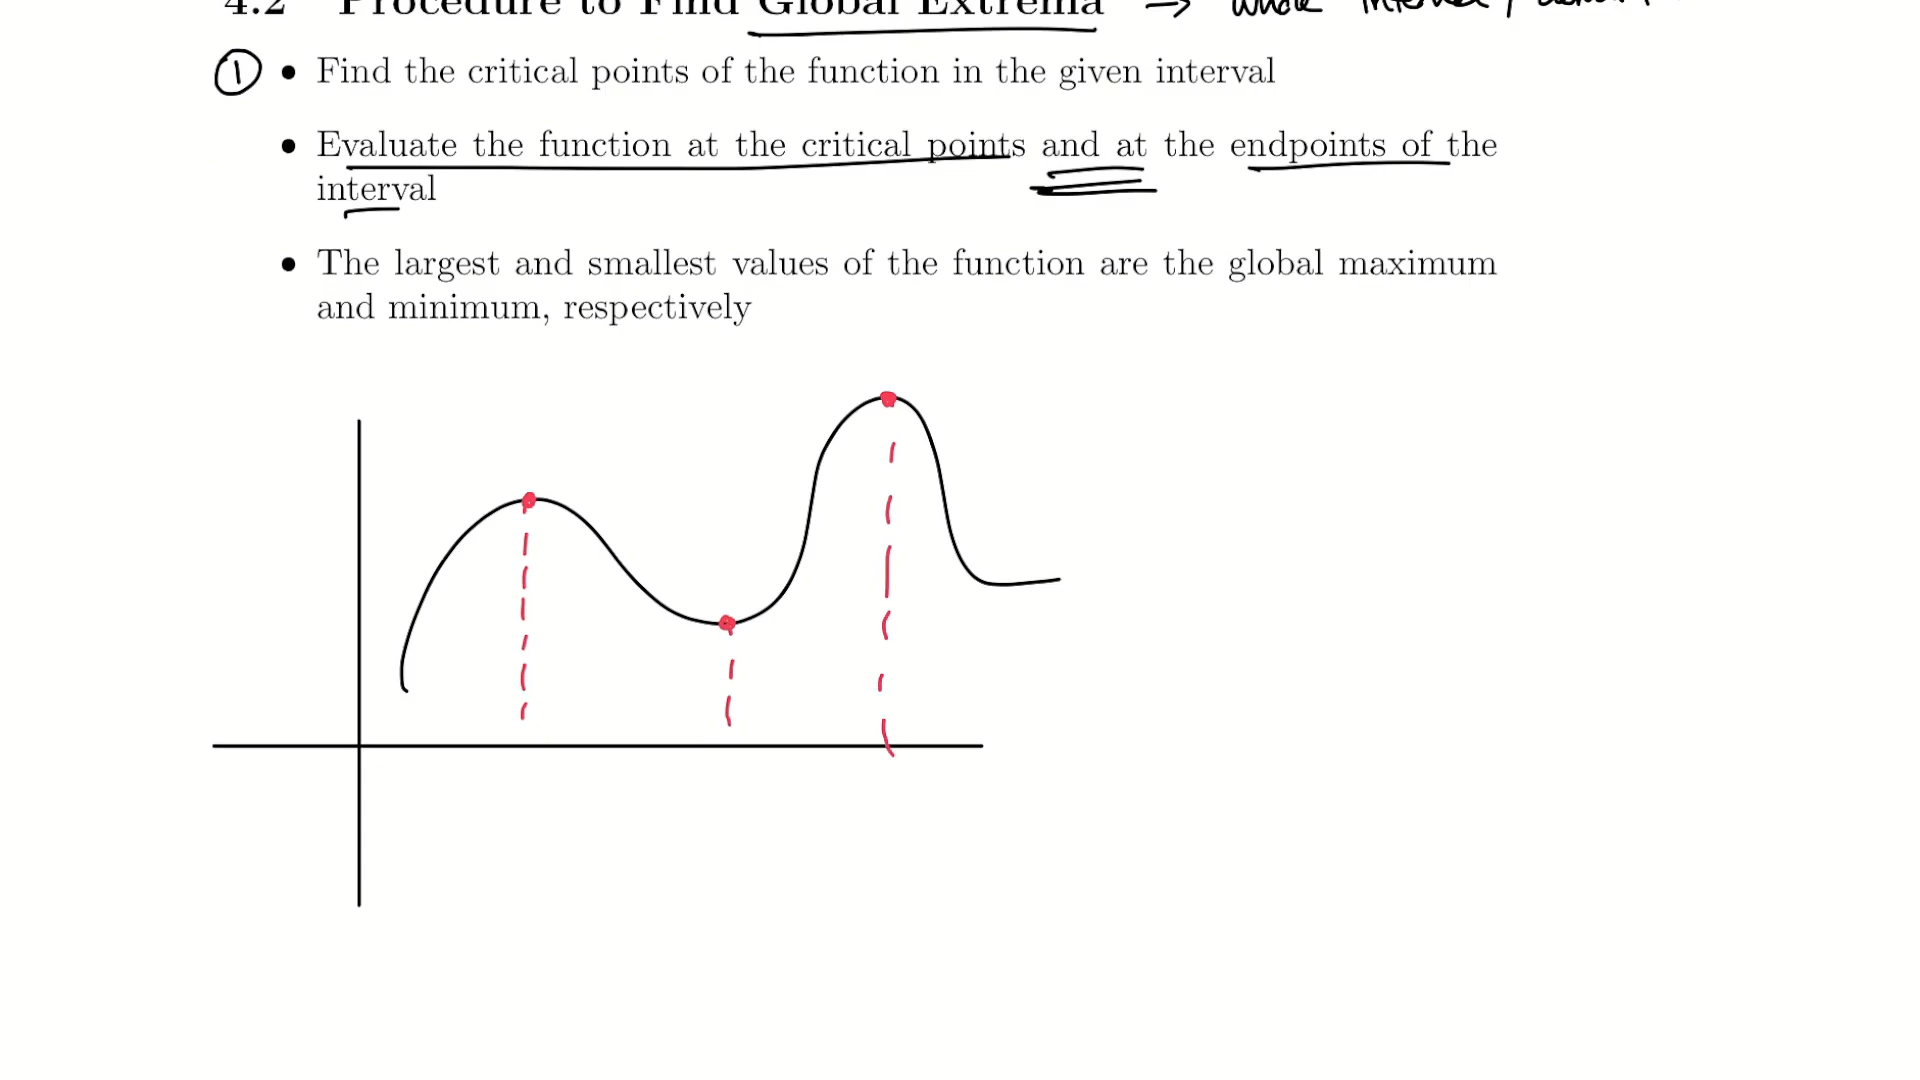 4.2 Procedure to Find Global Extrema → whole interval /
① • Find the critical points of the function in the given interval
• Evaluate the function at the critical points and at the endpoints of the
interval
• The largest and smallest values of the function are the global maximum
and minimum, respectively